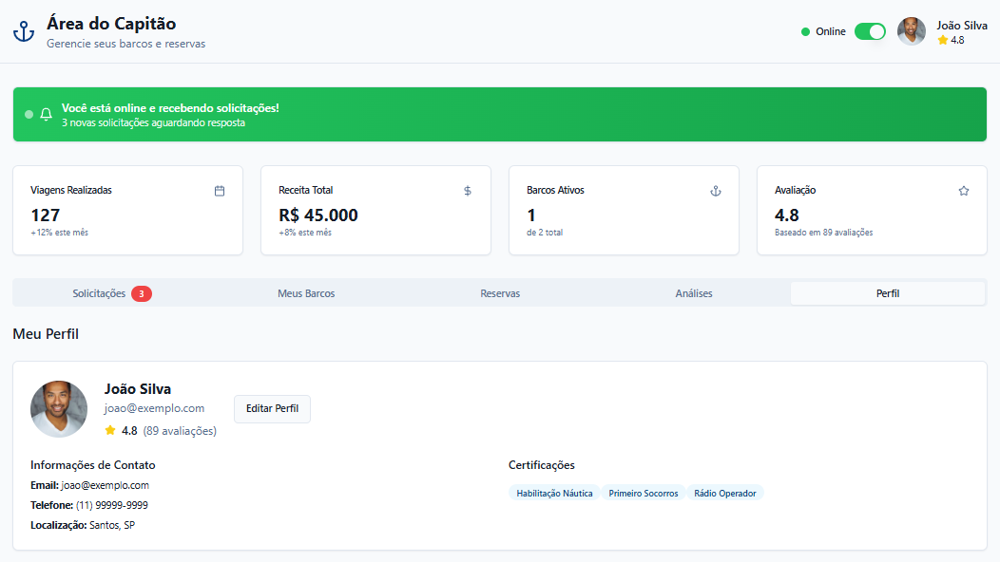 Área do Capitão
Gerencie seus barcos e reservas
Online
João Silva
4.8
Você está online e recebendo solicitações!
3 novas solicitações aguardando resposta
Viagens Realizadas
127
+12% este mês
Receita Total
$
R$ 45.000
+8% este mês
Barcos Ativos
1
de 2 total
Avaliação
4.8
Baseado em 89 avaliações
Solicitações 3
Meus Barcos
Reservas
Análises
Perfil
Meu Perfil
João Silva
joao@exemplo.com
4.8 (89 avaliações)
Editar Perfil
Informações de Contato
Email: joao@exemplo.com
Telefone: (11) 99999-9999
Localização: Santos, SP
Certificações
Habilitação Náutica
Primeiro Socorros
Rádio Operador